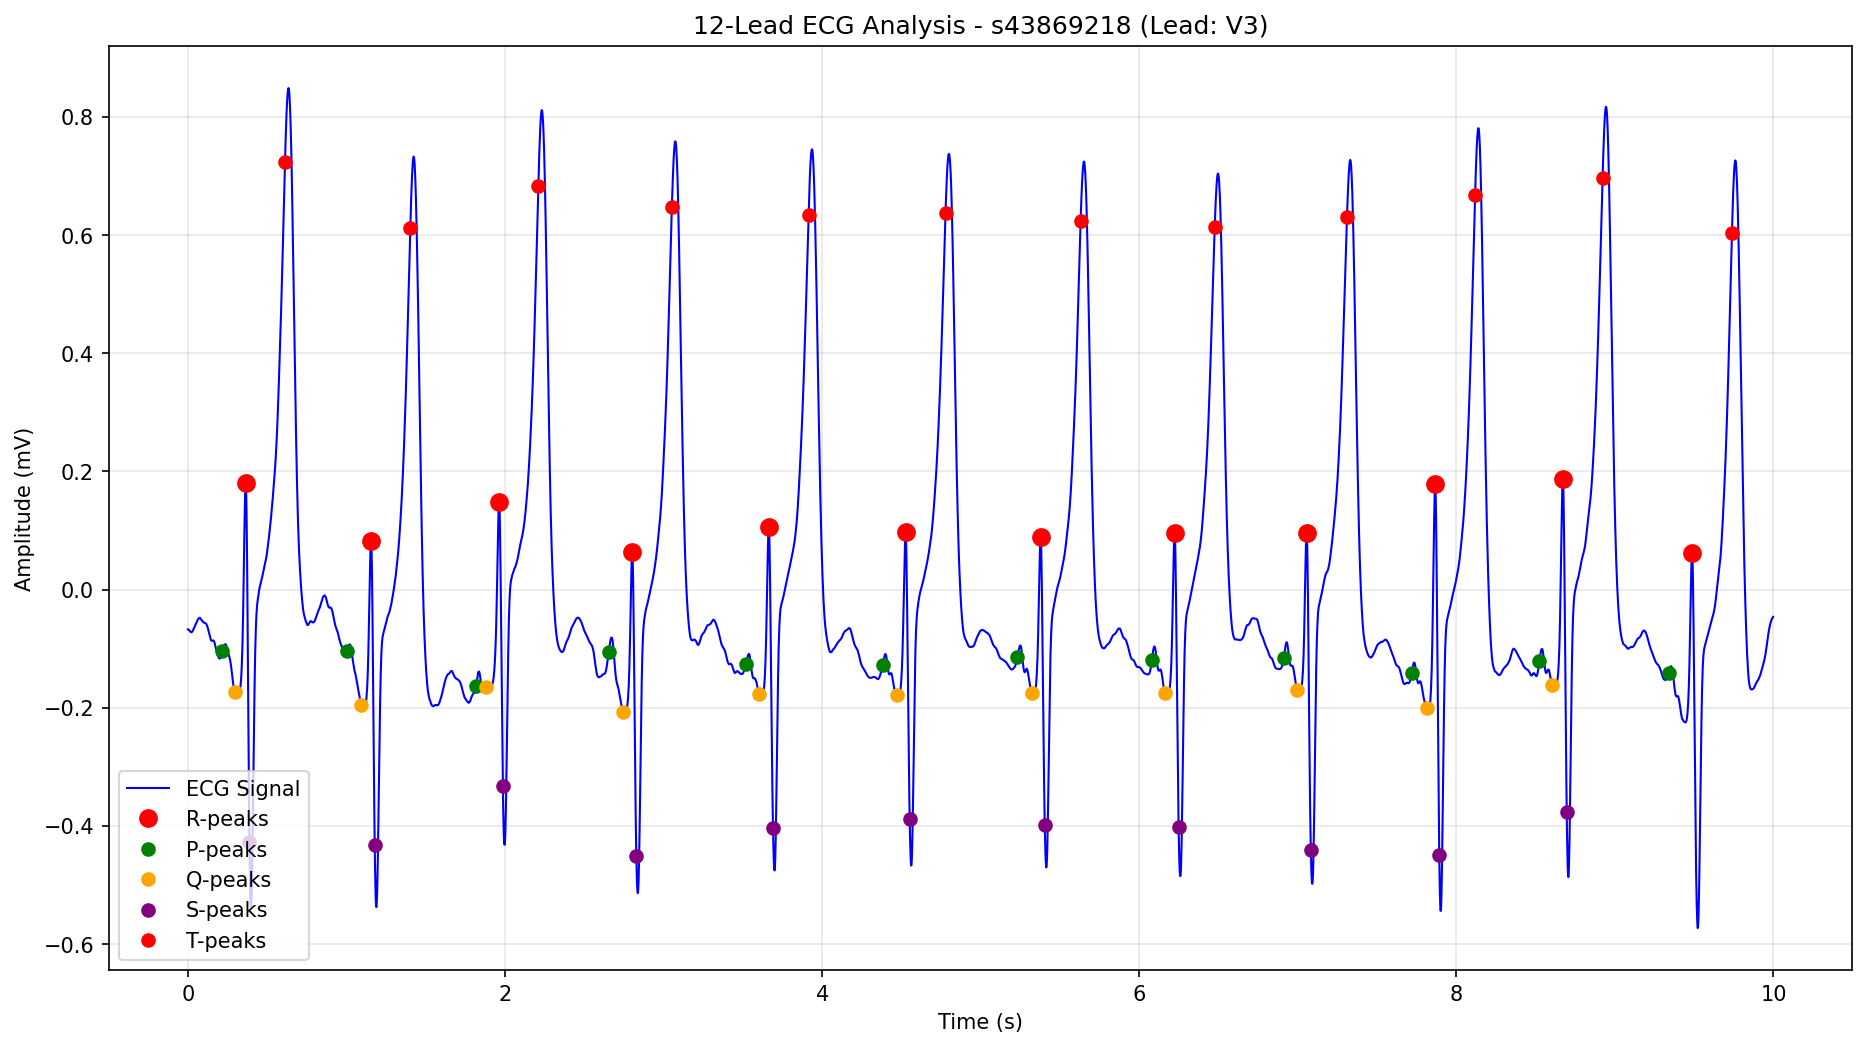 12-Lead ECG Analysis - s43869218 (Lead: V3)
Amplitude (mV)
0.8
0.6
0.4
0.2
0.0
−0.2
−0.4
−0.6
ECG Signal
R-peaks
P-peaks
Q-peaks
S-peaks
T-peaks
0 2 4 6 8 10
Time (s)